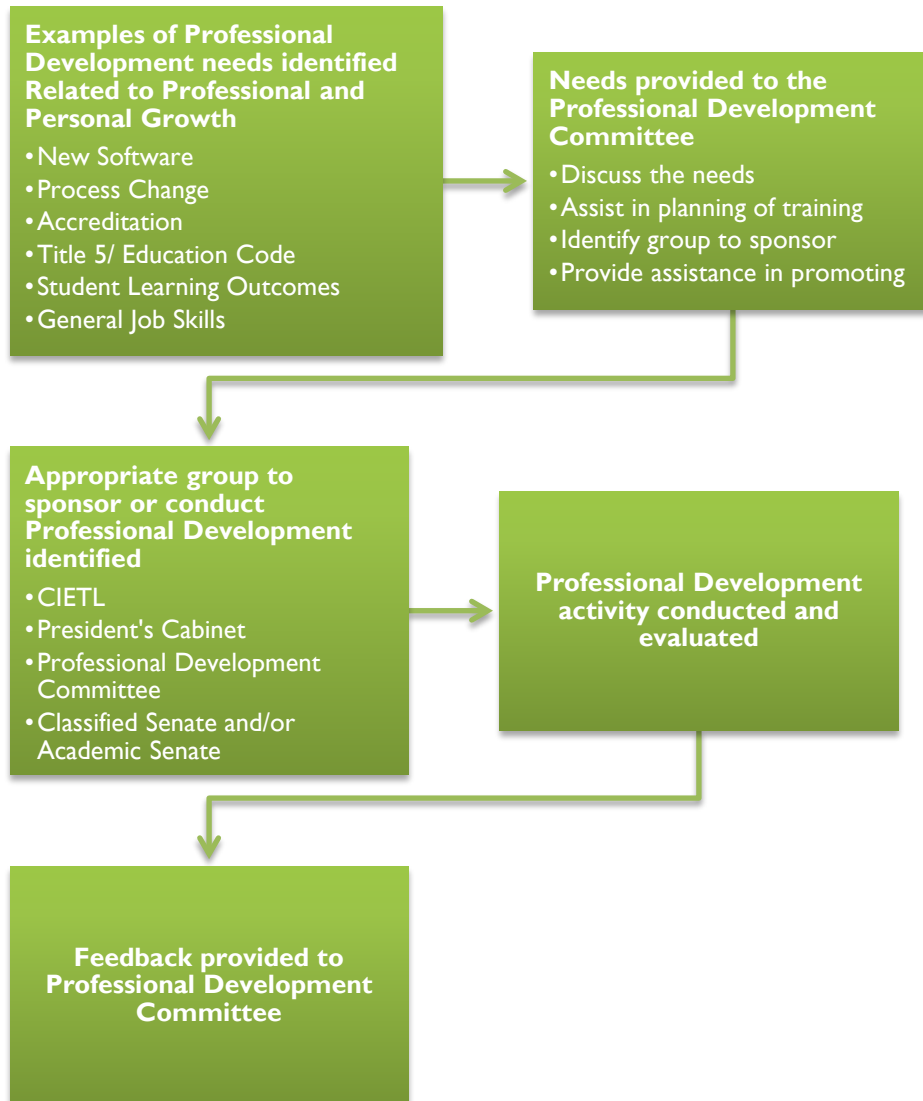 Examples of Professional
Development needs identified
Related to Professional and
Personal Growth
•New Software
•Process Change
•Accreditation
•Title 5/ Education Code
•Student Learning Outcomes
•General Job Skills
Needs provided to the
Professional Development
Committee
•Discuss the needs
•Assist in planning of training
•Identify group to sponsor
•Provide assistance in promoting
Appropriate group to
sponsor or conduct
Professional Development
identified
•CIETL
•President's Cabinet
•Professional Development
Committee
•Classified Senate and/or
Academic Senate
Professional Development
activity conducted and
evaluated
Feedback provided to
Professional Development
Committee